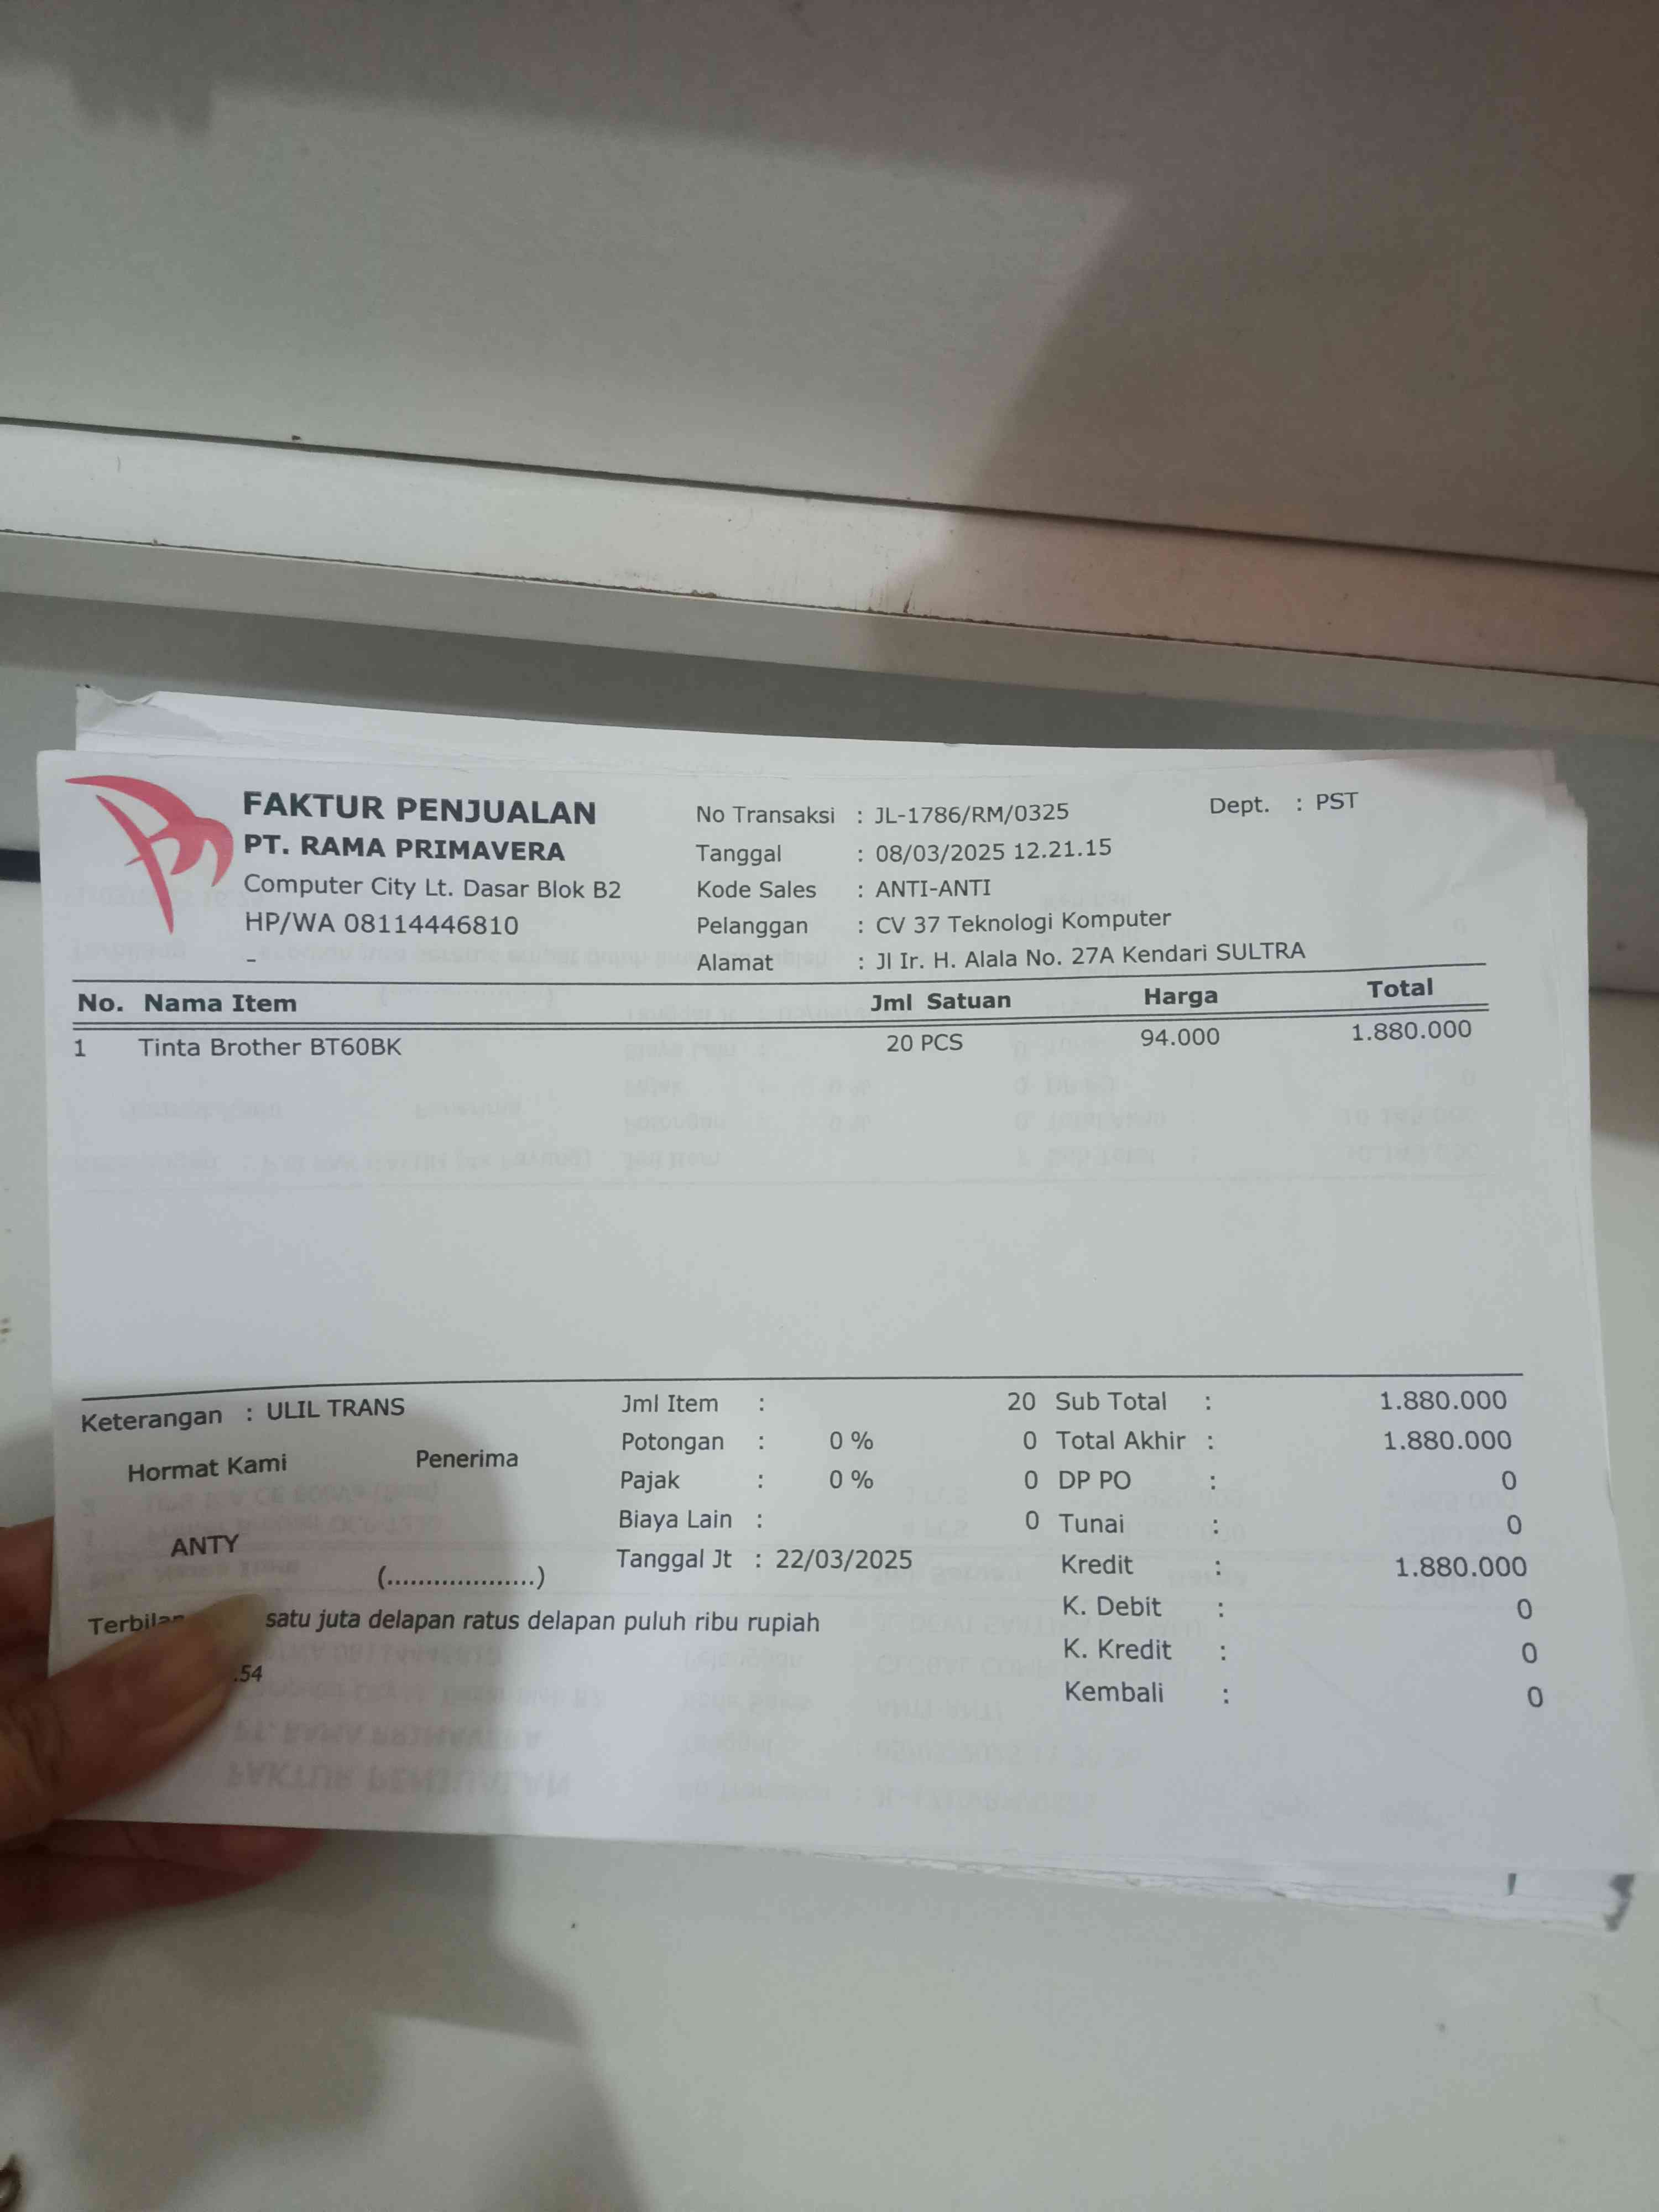 FAKTUR PENJUALAN
PT. RAMA PRIMAVERA
Computer City Lt. Dasar Blok B2
HP/WA 08114446810
-
No Transaksi : JL-1786/RM/0325
Tanggal : 08/03/2025 12.21.15
Kode Sales : ANTI-ANTI
Pelanggan : CV 37 Teknologi Komputer
Alamat : Jl Ir. H. Alala No. 27A Kendari SULTRA
Dept. : PST
No. Nama Item Jml Satuan Harga Total
1 Tinta Brother BT60BK 20 PCS 94.000 1.880.000
Keterangan : ULIL TRANS
Hormat Kami Penerima
ANTY
(...................)
Jml Item : 20
Potongan : 0 % 0
Pajak : 0 % 0
Biaya Lain : 0
Tanggal Jt : 22/03/2025
Sub Total : 1.880.000
Total Akhir : 1.880.000
DP PO : 0
Tunai : 0
Kredit : 1.880.000
K. Debit : 0
K. Kredit : 0
Kembali : 0
satu juta delapan ratus delapan puluh ribu rupiah
.54